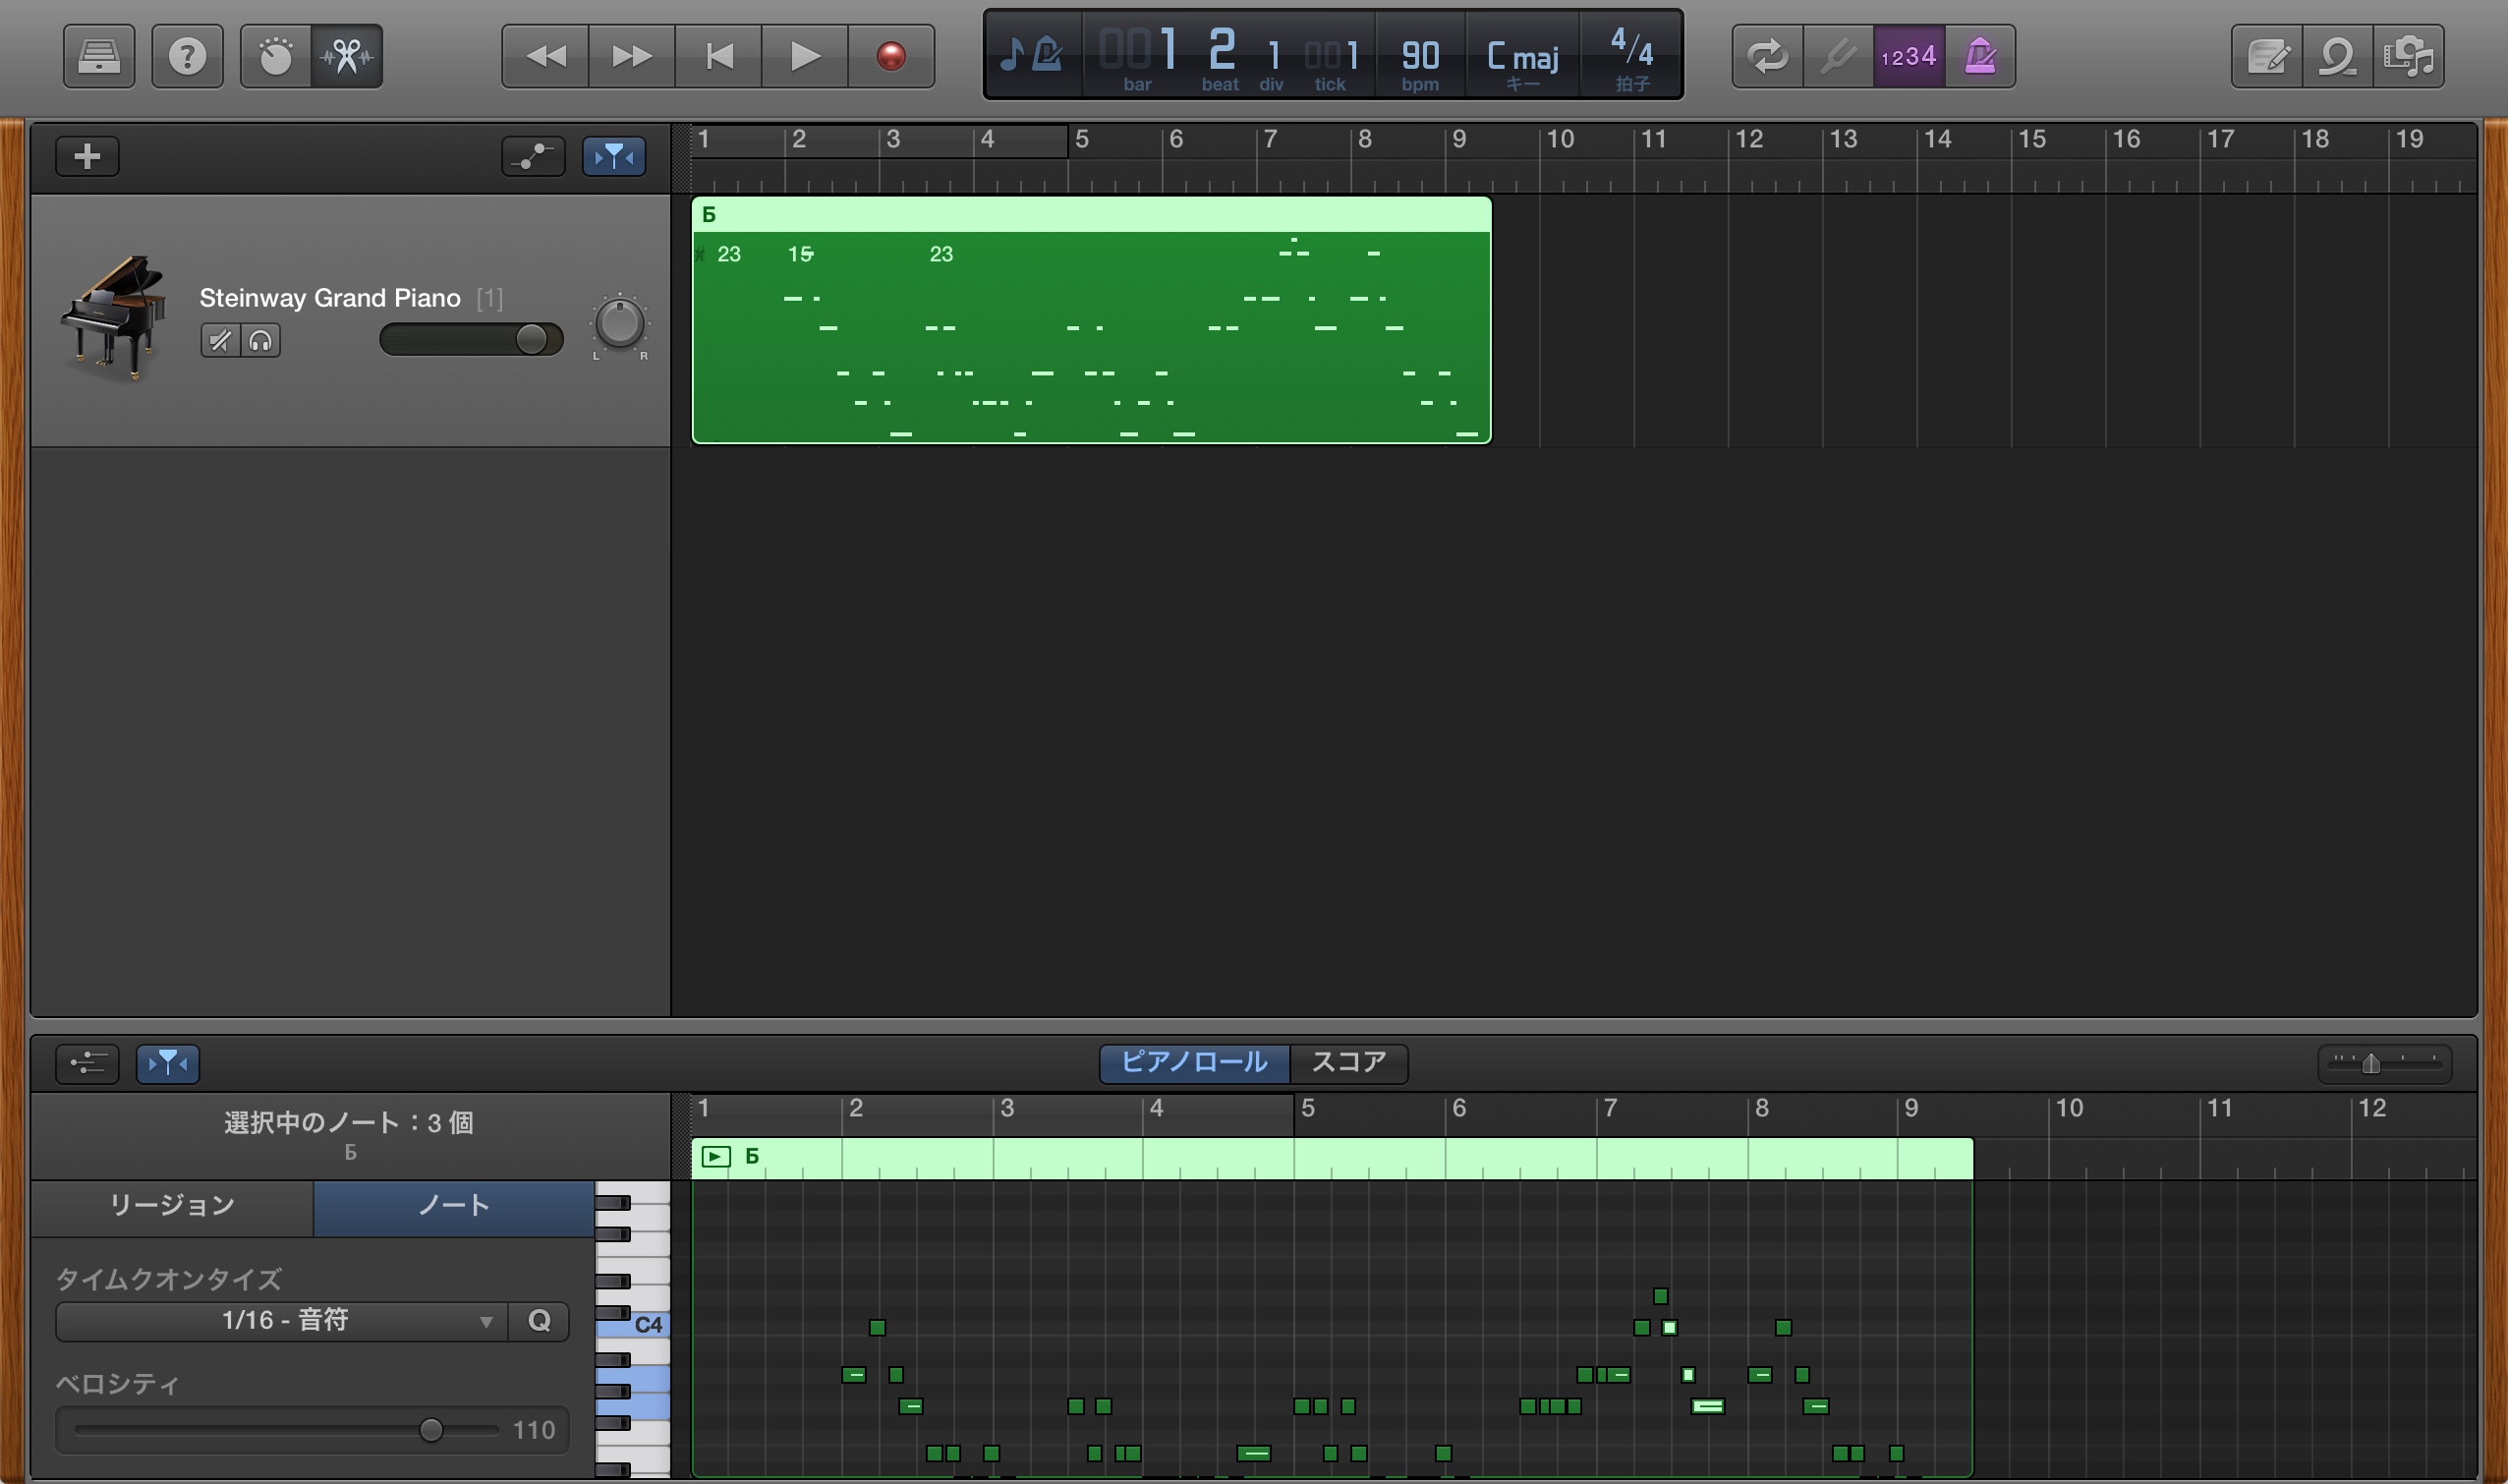 1234
001 2 1 001 90 C maj 4/4
bar beat div tick bpm キー 拍子
1 2 3 4 5 6 7 8 9 10 11 12 13 14 15 16 17 18 19
Б
23 15 23
Steinway Grand Piano [1]
L R
ピアノロール スコア
選択中のノート：3 個
Б
1 2 3 4 5 6 7 8 9 10 11 12
Б
リージョン ノート
タイムクオンタイズ
1/16 - 音符 Q
C4
ベロシティ
110